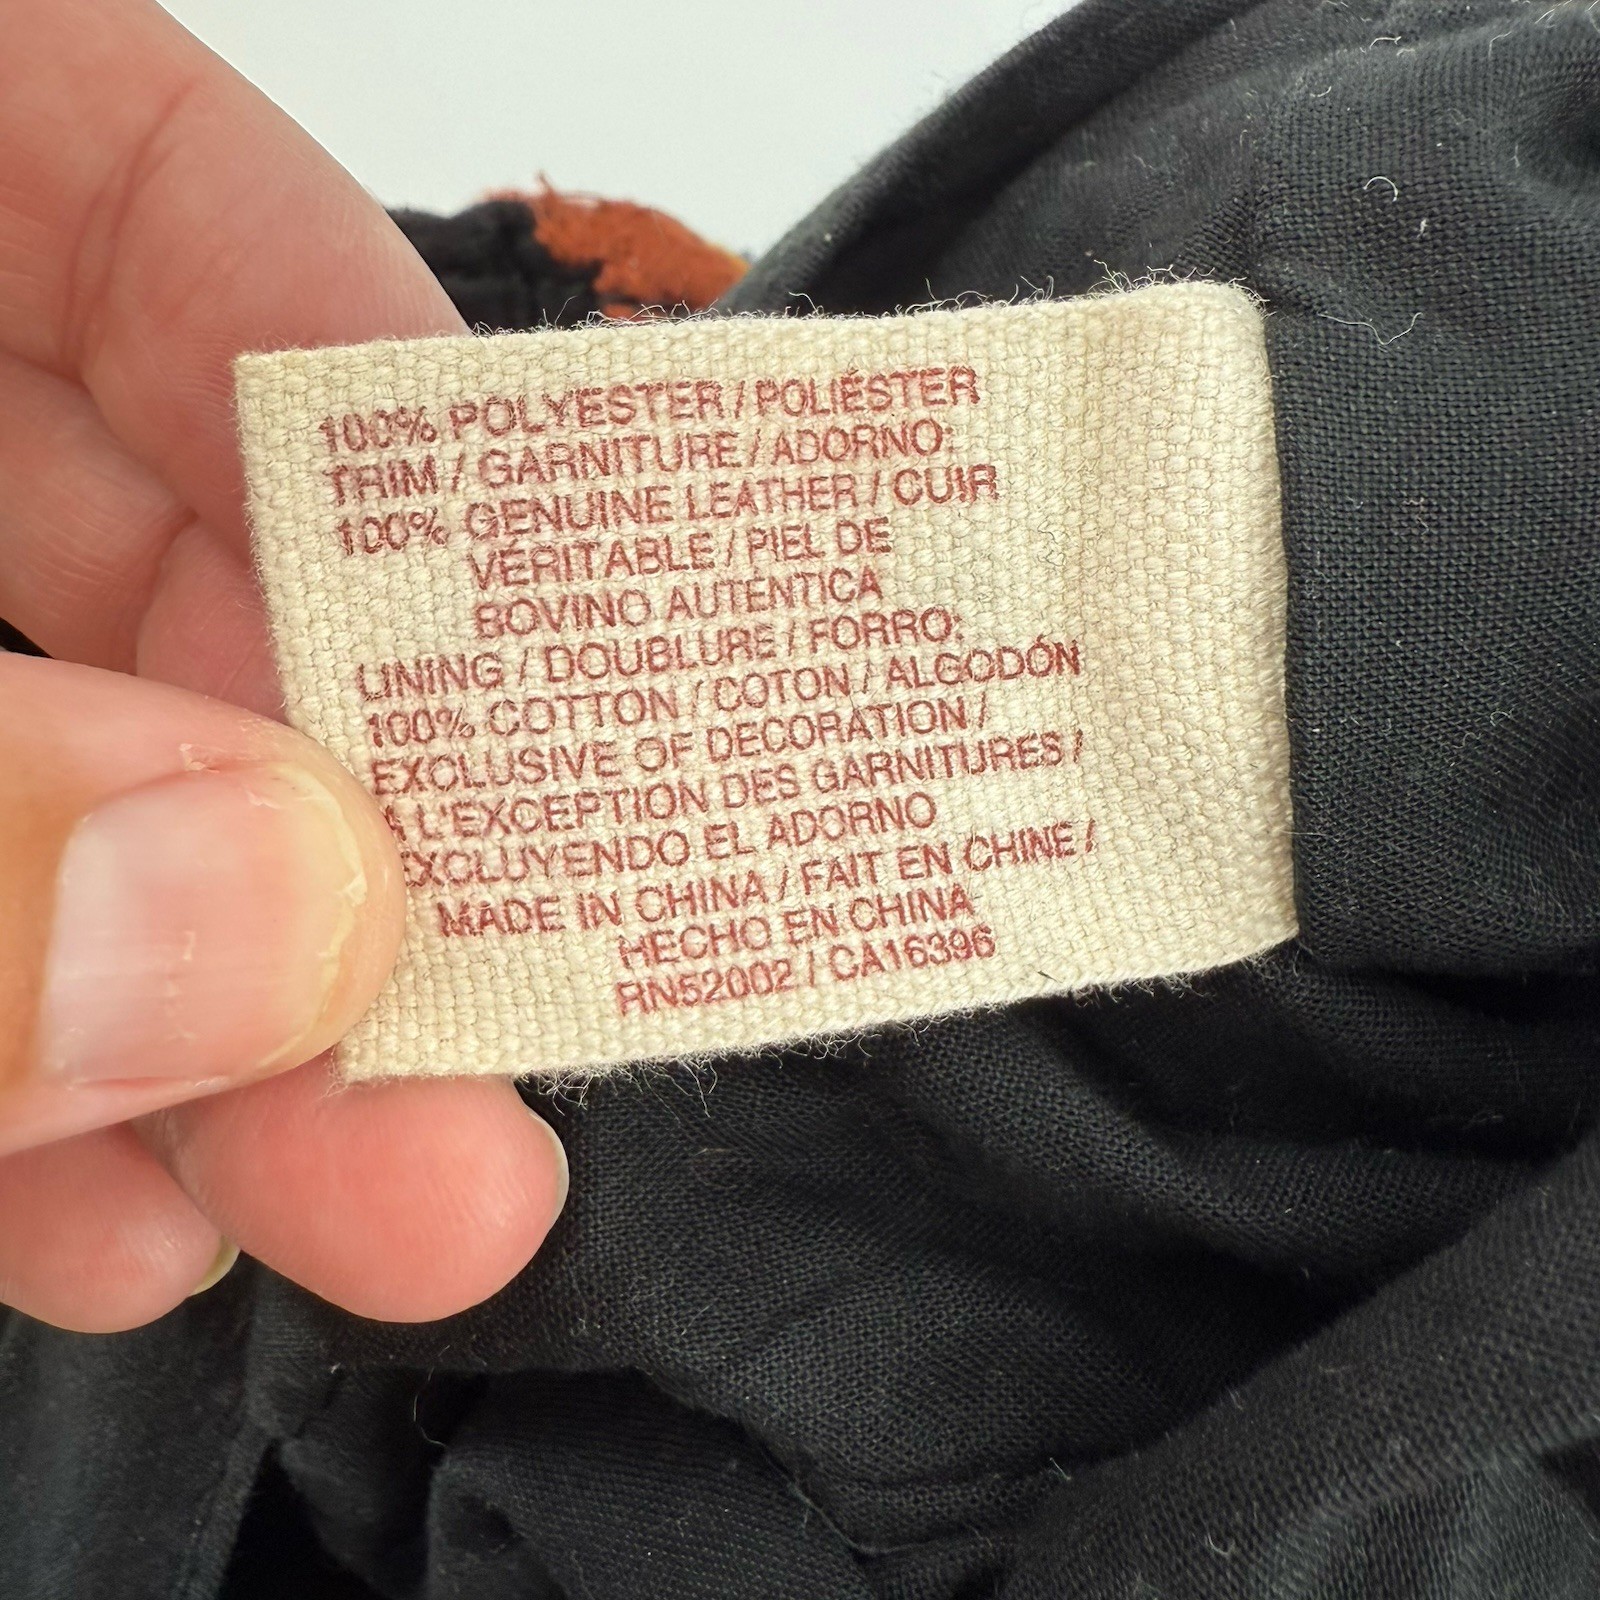 100% POLYESTER / POLIÉSTER
TRIM / GARNITURE / ADORNO:
100% GENUINE LEATHER / CUIR
VÉRITABLE / PIEL DE
BOVINO AUTÉNTICA
LINING / DOUBLURE / FORRO:
100% COTTON / COTON / ALGODÓN
EXCLUSIVE OF DECORATION /
À L'EXCEPTION DES GARNITURES /
EXCLUYENDO EL ADORNO
MADE IN CHINA / FAIT EN CHINE /
HECHO EN CHINA
RN52002 / CA16396